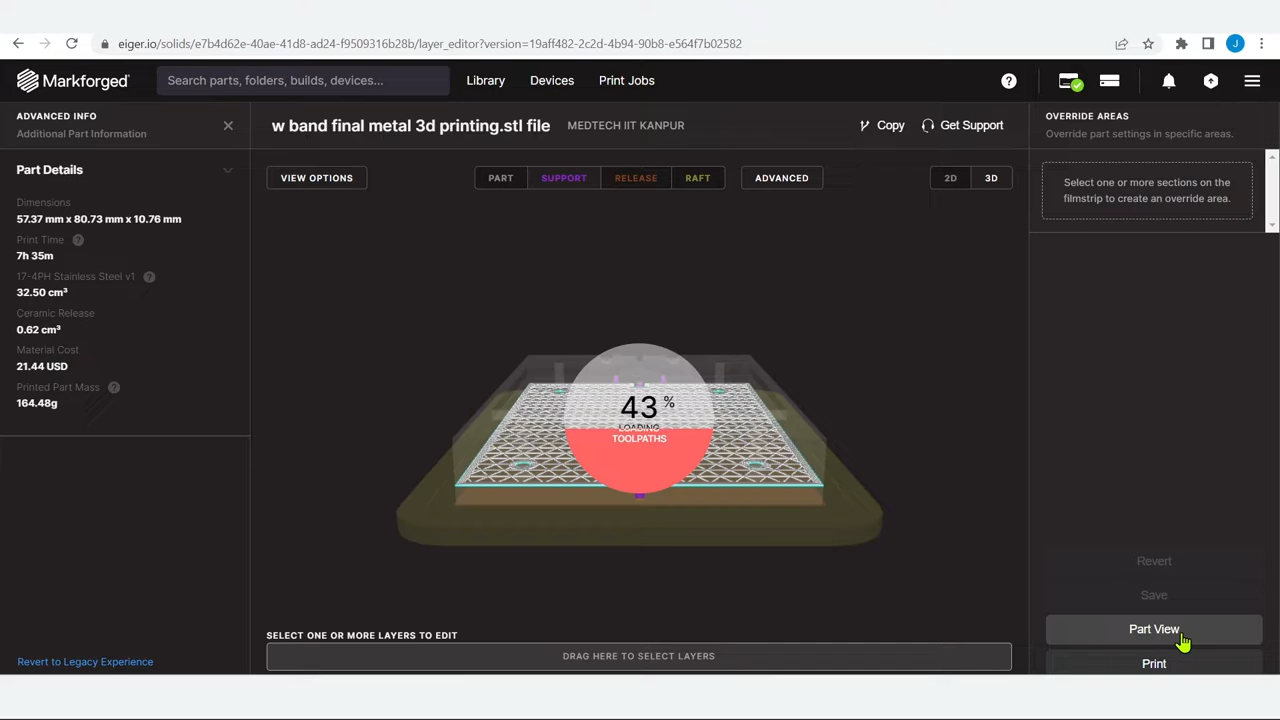 eiger.io/solids/e7b4d62e-40ae-41d8-ad24-f9509316b28b/layer_editor?version=19aff482-2c2d-4b94-90b8-e564f7b02582
J
Markforged
Search parts, folders, builds, devices...
Library
Devices
Print Jobs
ADVANCED INFO
Additional Part Information
w band final metal 3d printing.stl file
MEDTECH IIT KANPUR
Copy
Get Support
OVERRIDE AREAS
Override part settings in specific areas.
Part Details
VIEW OPTIONS
PART
SUPPORT
RELEASE
RAFT
ADVANCED
2D
3D
Select one or more sections on the
filmstrip to create an override area.
Dimensions
57.37 mm x 80.73 mm x 10.76 mm
Print Time
7h 35m
17-4PH Stainless Steel v1
32.50 cm³
Ceramic Release
0.62 cm³
Material Cost
21.44 USD
Printed Part Mass
164.48g
43 %
LOADING
TOOLPATHS
Revert
Save
Part View
Print
SELECT ONE OR MORE LAYERS TO EDIT
DRAG HERE TO SELECT LAYERS
Revert to Legacy Experience